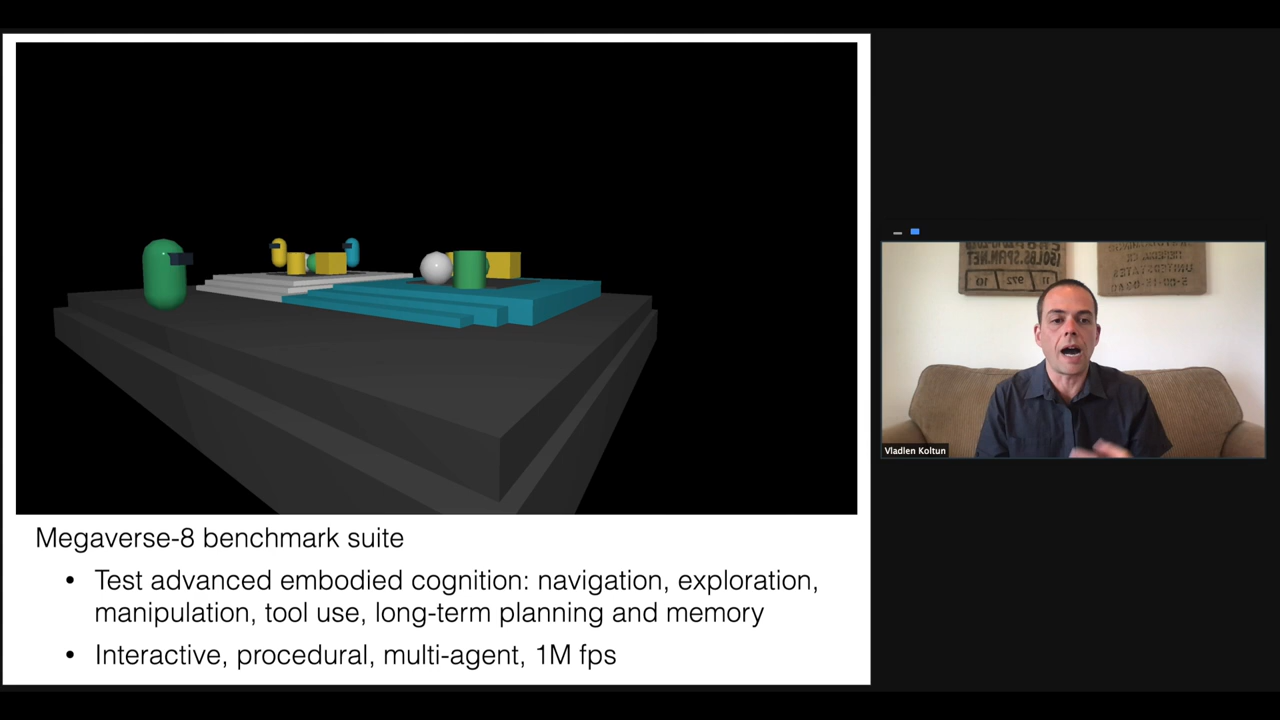 Megaverse-8 benchmark suite
• Test advanced embodied cognition: navigation, exploration,
manipulation, tool use, long-term planning and memory
• Interactive, procedural, multi-agent, 1M fps
Vladlen Koltun